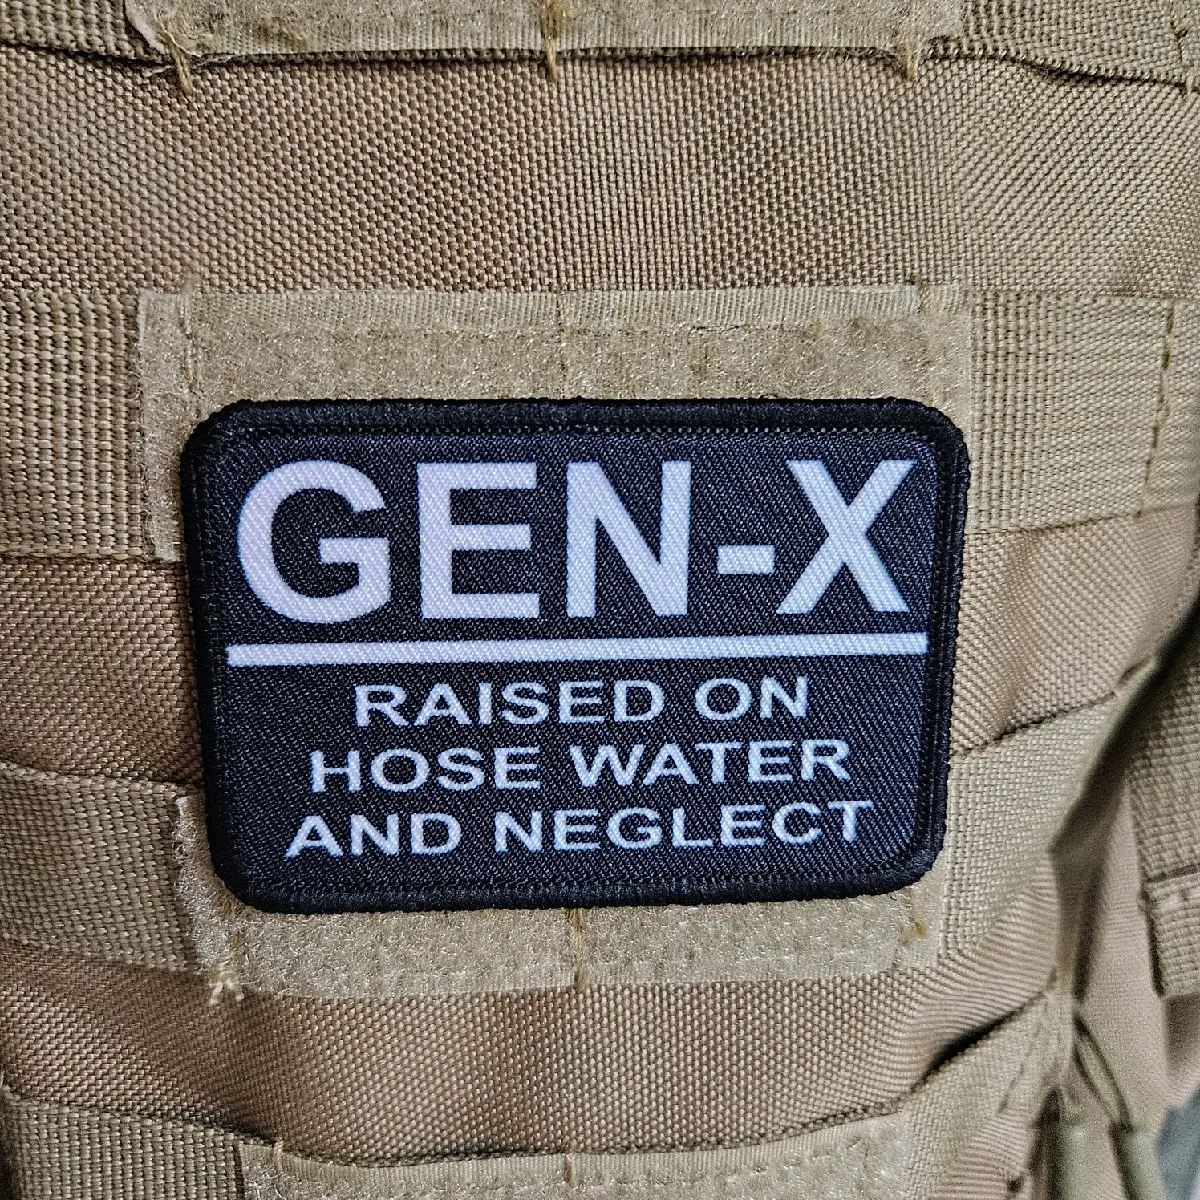 GEN-X
RAISED ON
HOSE WATER
AND NEGLECT